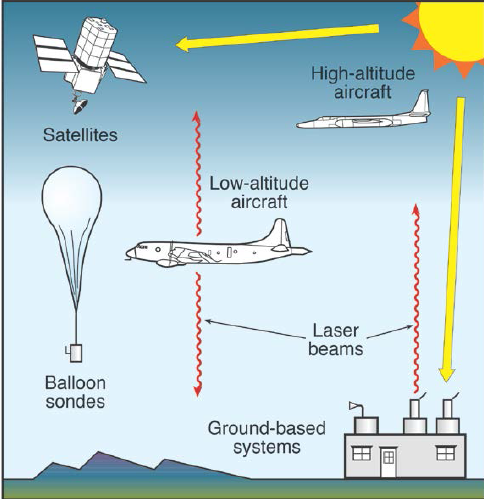 High-altitude
aircraft
Satellites
Low-altitude
aircraft
Laser
beams
Balloon
sondes
Ground-based
systems